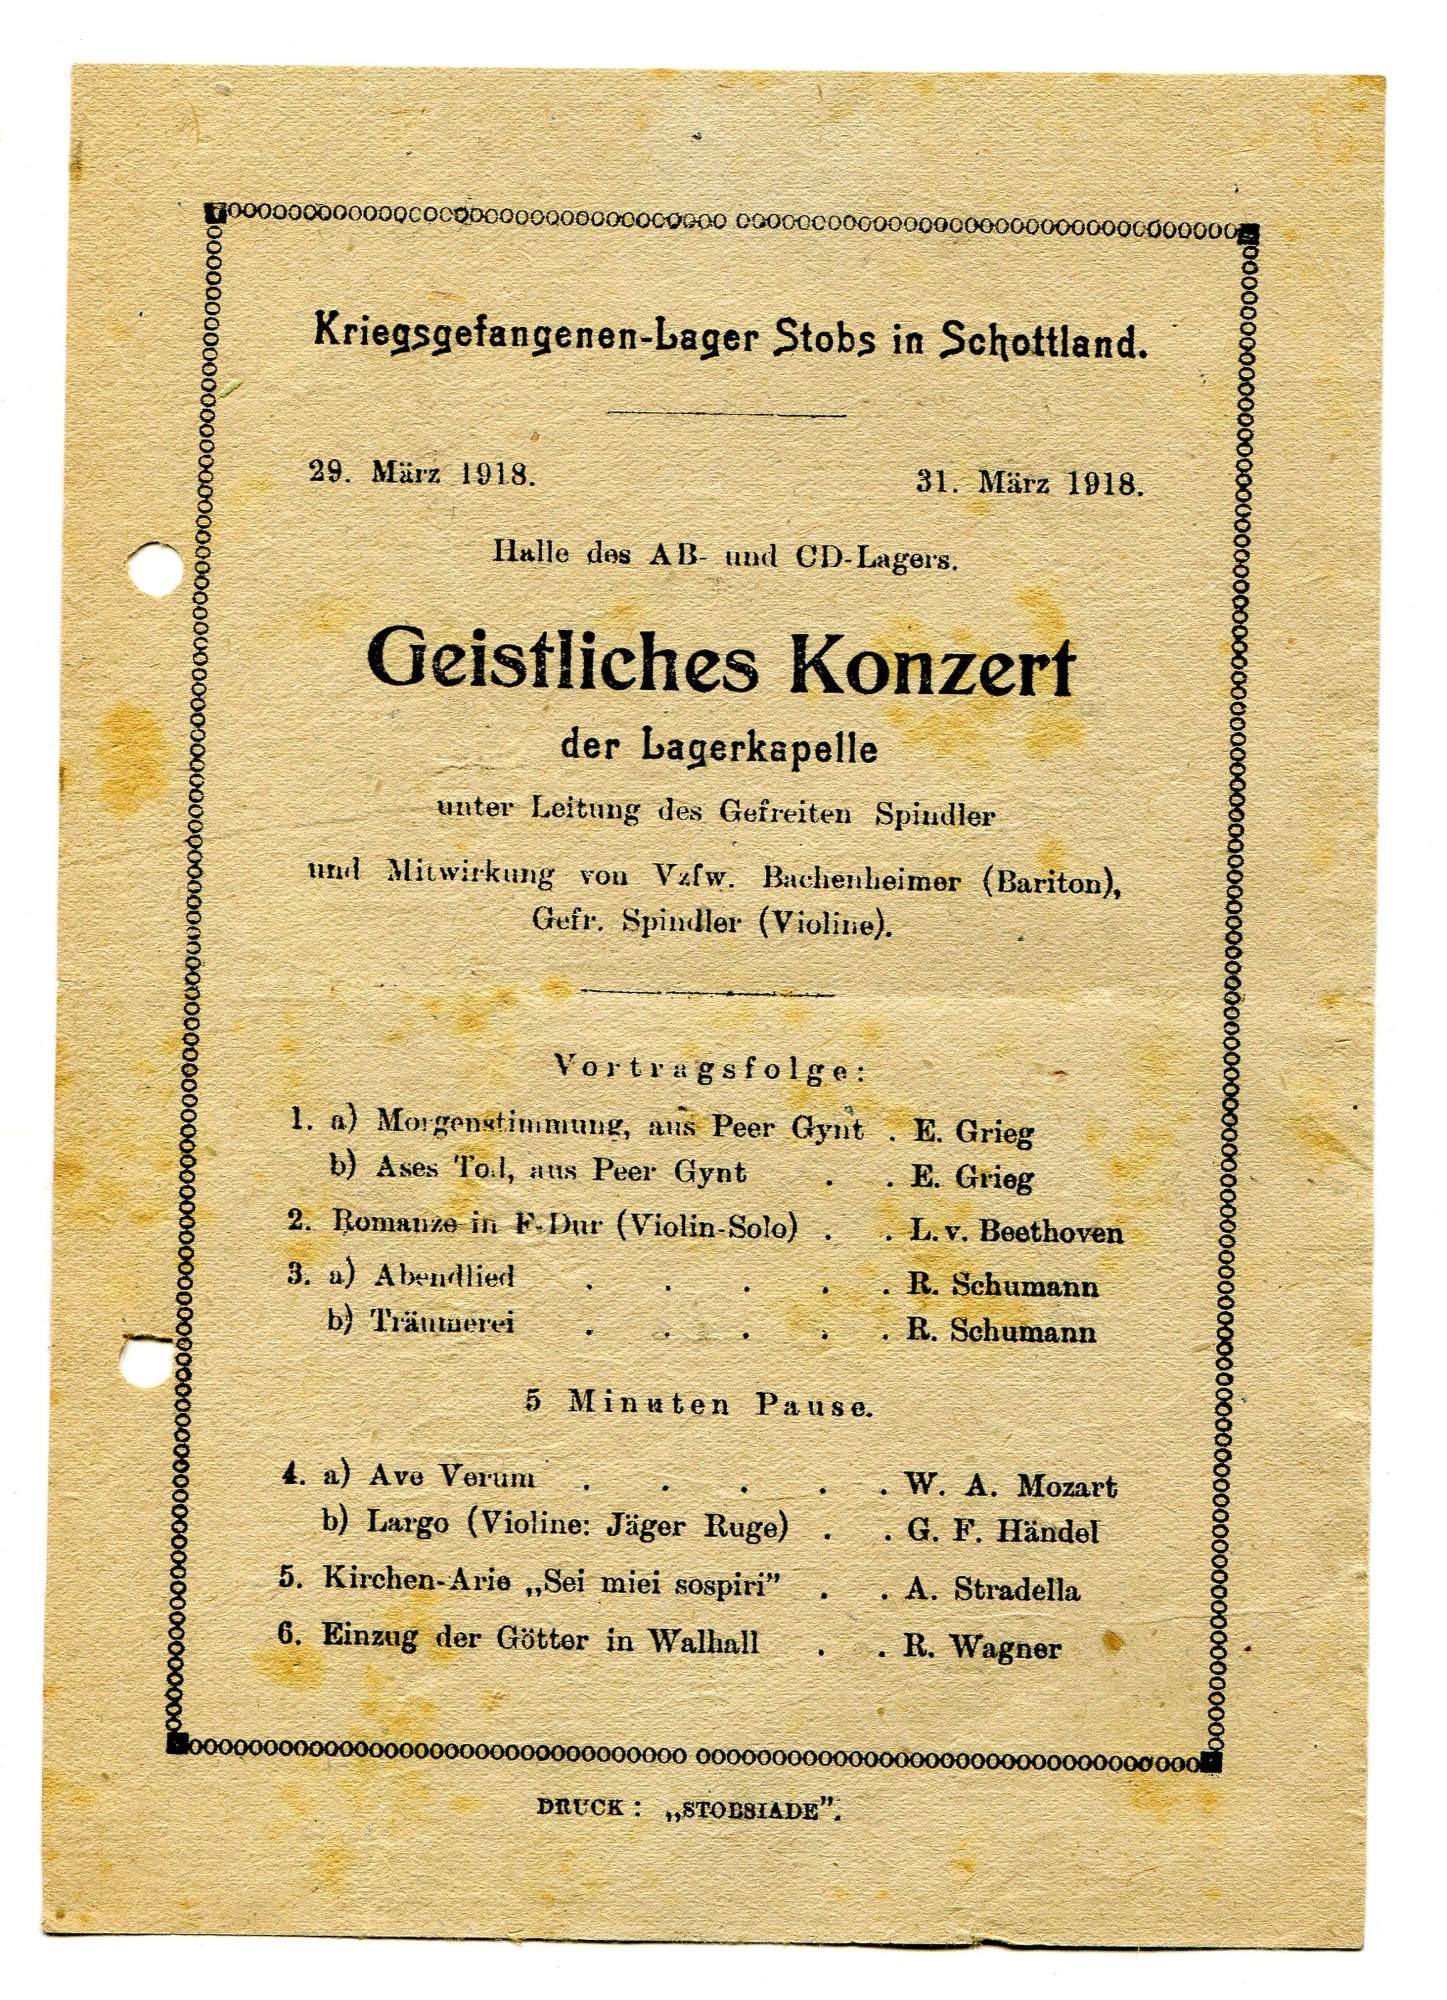 Kriegsgefangenen-Lager Stobs in Schottland.
29. März 1918. 31. März 1918.
Halle des AB- und CD-Lagers.
Geistliches Konzert
der Lagerkapelle
unter Leitung des Gefreiten Spindler
und Mitwirkung von Vzfw. Bachenheimer (Bariton),
Gefr. Spindler (Violine).
Vortragsfolge:
1. a) Morgenstimmung, aus Peer Gynt . E. Grieg
b) Ases Tod, aus Peer Gynt . . E. Grieg
2. Romanze in F-Dur (Violin-Solo) . . L. v. Beethoven
3. a) Abendlied . . . . . R. Schumann
b) Träumerei . . . . . R. Schumann
5 Minuten Pause.
4. a) Ave Verum . . . . . W. A. Mozart
b) Largo (Violine: Jäger Ruge) . . G. F. Händel
5. Kirchen-Arie „Sei miei sospiri” . . A. Stradella
6. Einzug der Götter in Walhall . . R. Wagner
DRUCK: „STOBSIADE”.